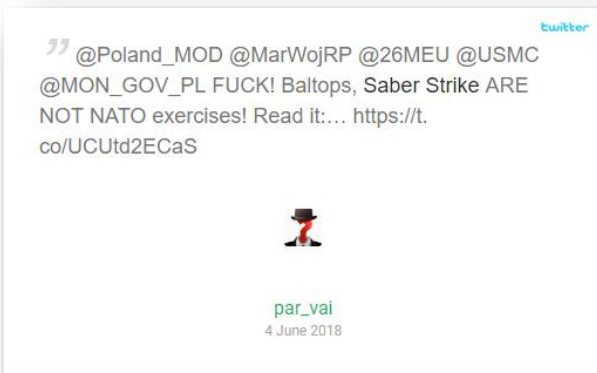 twitter
” @Poland_MOD @MarWojRP @26MEU @USMC
@MON_GOV_PL FUCK! Baltops, Saber Strike ARE
NOT NATO exercises! Read it:… https://t.
co/UCUtd2ECaS
?
par_vai
4 June 2018